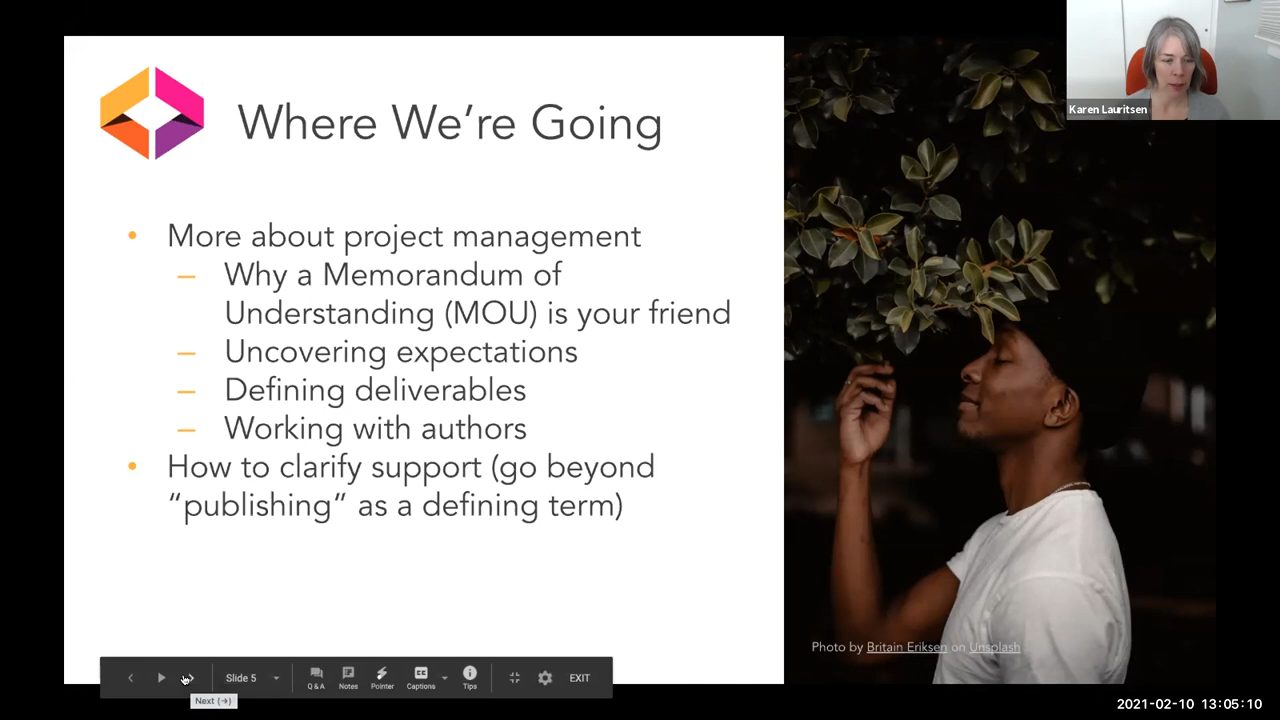 Karen Lauritsen
Where We're Going
• More about project management
– Why a Memorandum of
Understanding (MOU) is your friend
– Uncovering expectations
– Defining deliverables
– Working with authors
• How to clarify support (go beyond
“publishing” as a defining term)
Photo by Britain Eriksen on Unsplash
Slide 5
Q & A
Notes
Pointer
Captions
Tips
EXIT
Next (→)
2021-02-10 13:05:10